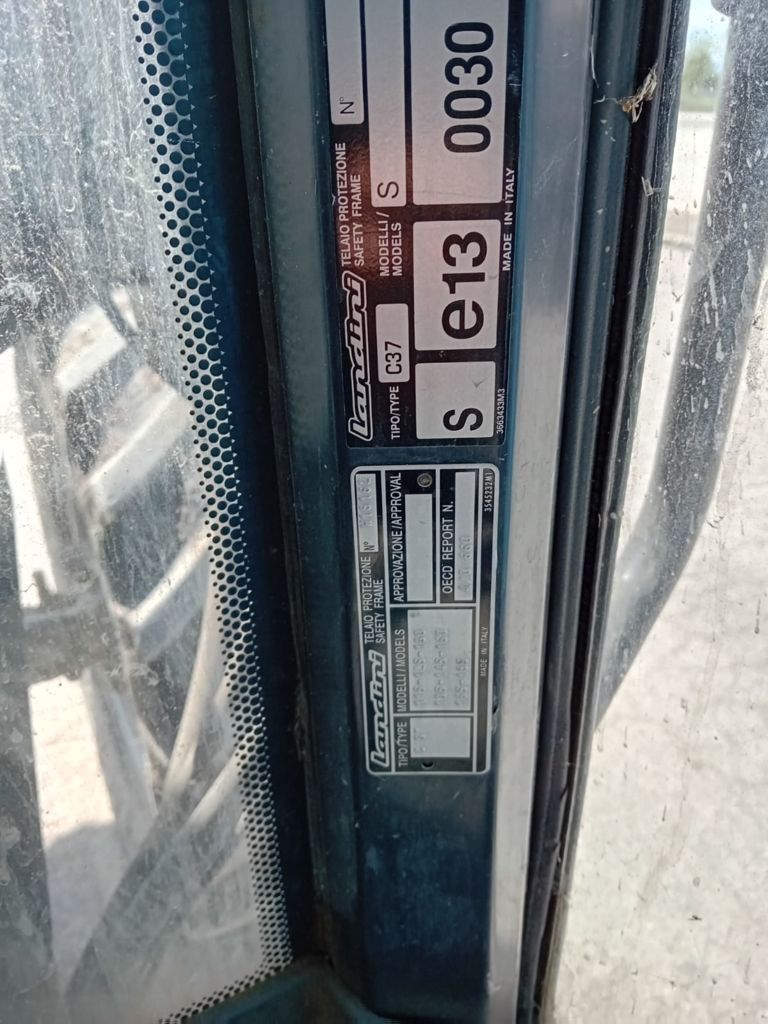 Landini
TELAIO PROTEZIONE
SAFETY FRAME
N°
TIPO/TYPE
C37
MODELLI/
MODELS
S
S
e13
0030
3663433M3
MADE IN ITALY
Landini
TELAIO PROTEZIONE
SAFETY FRAME
N°
TIPO/TYPE
MODELLI/MODELS
APPROVAZIONE/APPROVAL
OECD REPORT N.
MADE IN ITALY
3545232M1